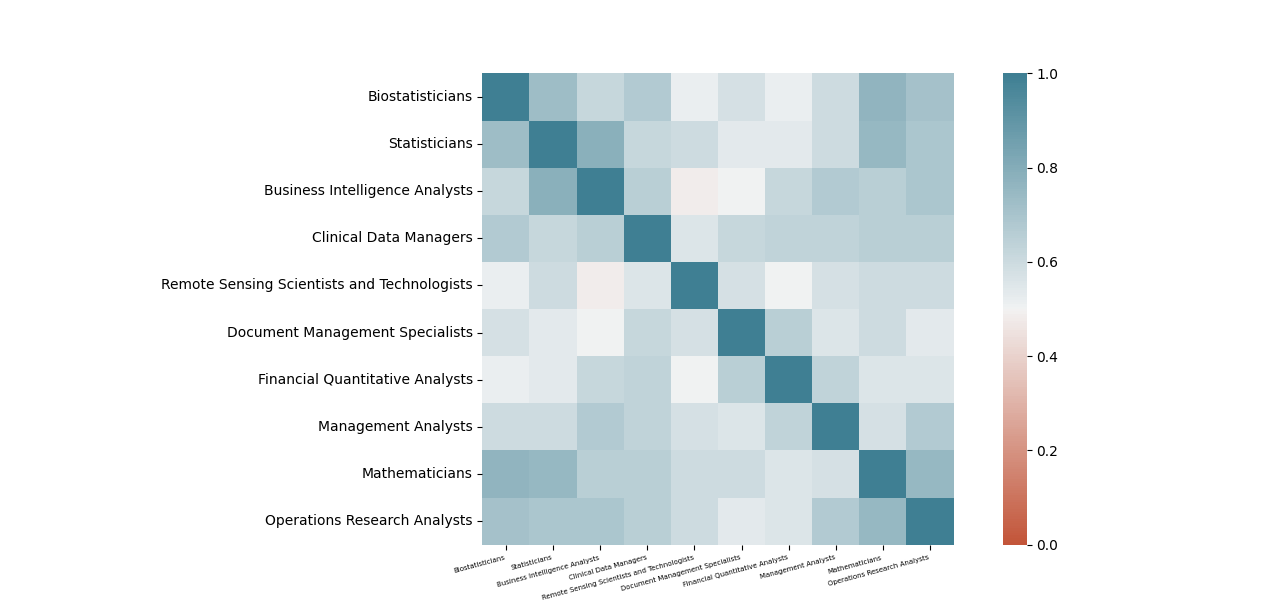 Biostatisticians
Statisticians
Business Intelligence Analysts
Clinical Data Managers
Remote Sensing Scientists and Technologists
Document Management Specialists
Financial Quantitative Analysts
Management Analysts
Mathematicians
Operations Research Analysts
Biostatisticians
Statisticians
Business Intelligence Analysts
Clinical Data Managers
Remote Sensing Scientists and Technologists
Document Management Specialists
Financial Quantitative Analysts
Management Analysts
Mathematicians
Operations Research Analysts
1.0
0.8
0.6
0.4
0.2
0.0